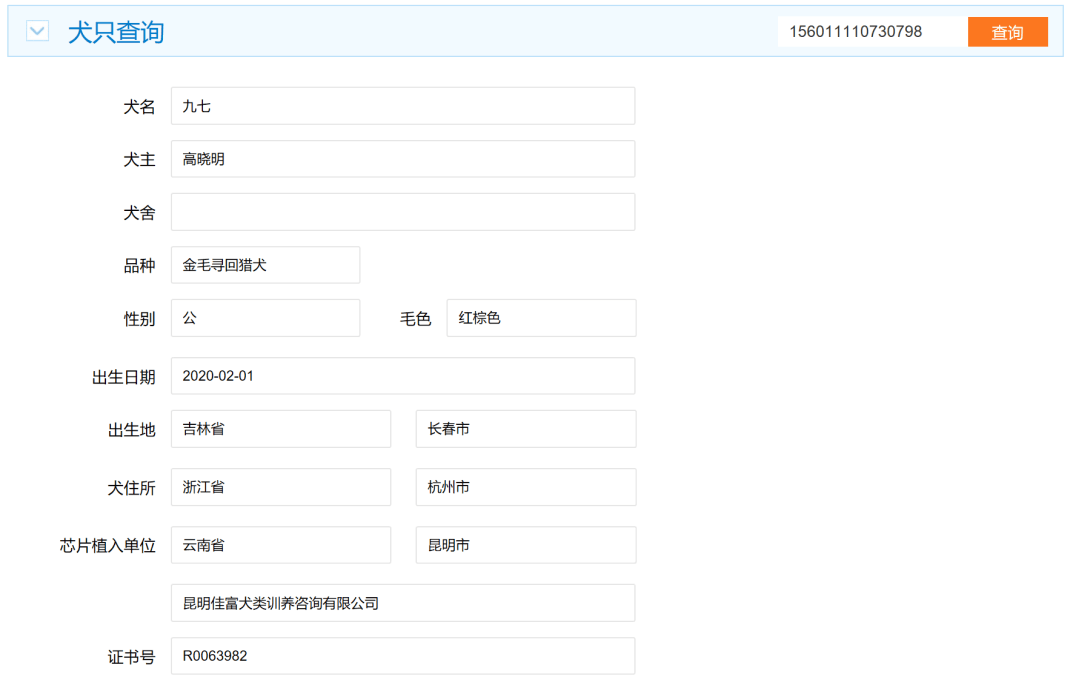 犬只查询 156011110730798 查询
犬名 九七
犬主 高晓明
犬舍
品种 金毛寻回猎犬
性别 公 毛色 红棕色
出生日期 2020-02-01
出生地 吉林省 长春市
犬住所 浙江省 杭州市
芯片植入单位 云南省 昆明市
昆明佳富犬类训养咨询有限公司
证书号 R0063982